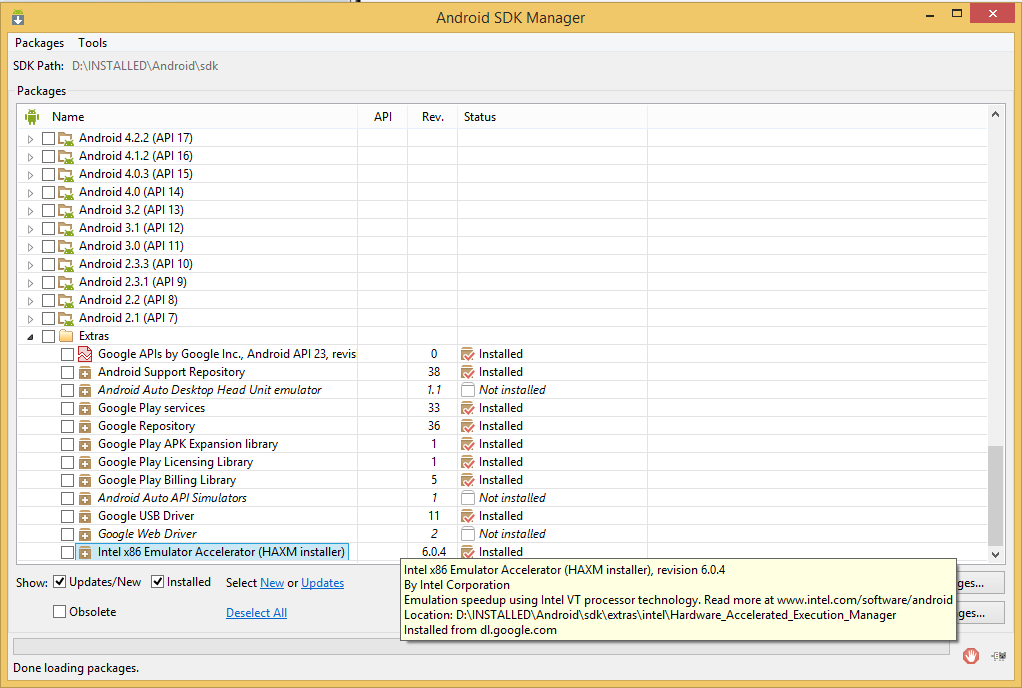 Android SDK Manager
Packages Tools
SDK Path: D:\INSTALLED\Android\sdk
Packages
Name API Rev. Status
Android 4.2.2 (API 17)
Android 4.1.2 (API 16)
Android 4.0.3 (API 15)
Android 4.0 (API 14)
Android 3.2 (API 13)
Android 3.1 (API 12)
Android 3.0 (API 11)
Android 2.3.3 (API 10)
Android 2.3.1 (API 9)
Android 2.2 (API 8)
Android 2.1 (API 7)
Extras
Google APIs by Google Inc., Android API 23, revis 0 Installed
Android Support Repository 38 Installed
Android Auto Desktop Head Unit emulator 1.1 Not installed
Google Play services 33 Installed
Google Repository 36 Installed
Google Play APK Expansion library 1 Installed
Google Play Licensing Library 1 Installed
Google Play Billing Library 5 Installed
Android Auto API Simulators 1 Not installed
Google USB Driver 11 Installed
Google Web Driver 2 Not installed
Intel x86 Emulator Accelerator (HAXM installer) 6.0.4 Installed
Show: Updates/New Installed Select New or Updates ges...
Obsolete Deselect All ges...
Intel x86 Emulator Accelerator (HAXM installer), revision 6.0.4
By Intel Corporation
Emulation speedup using Intel VT processor technology. Read more at www.intel.com/software/android
Location: D:\INSTALLED\Android\sdk\extras\intel\Hardware_Accelerated_Execution_Manager
Installed from dl.google.com
Done loading packages.